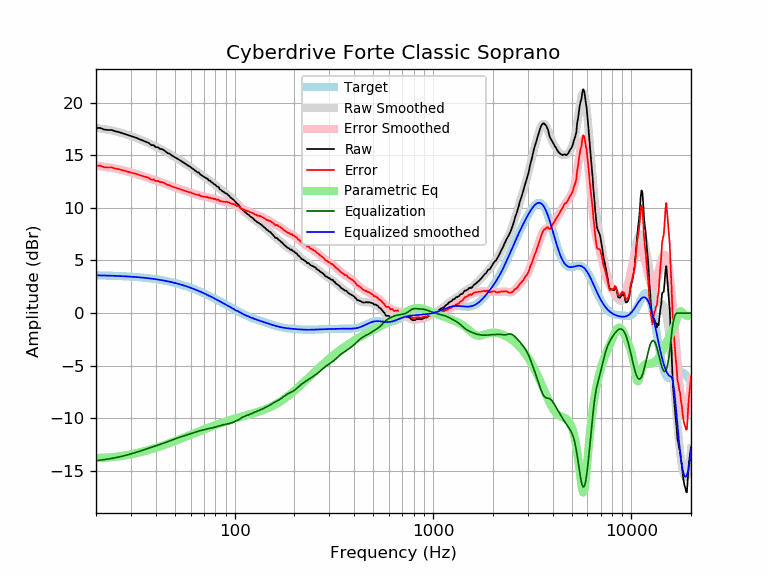 Cyberdrive Forte Classic Soprano
Target
Raw Smoothed
Error Smoothed
Raw
Error
Parametric Eq
Equalization
Equalized smoothed
20
15
10
5
0
−5
−10
−15
Amplitude (dBr)
100
1000
10000
Frequency (Hz)